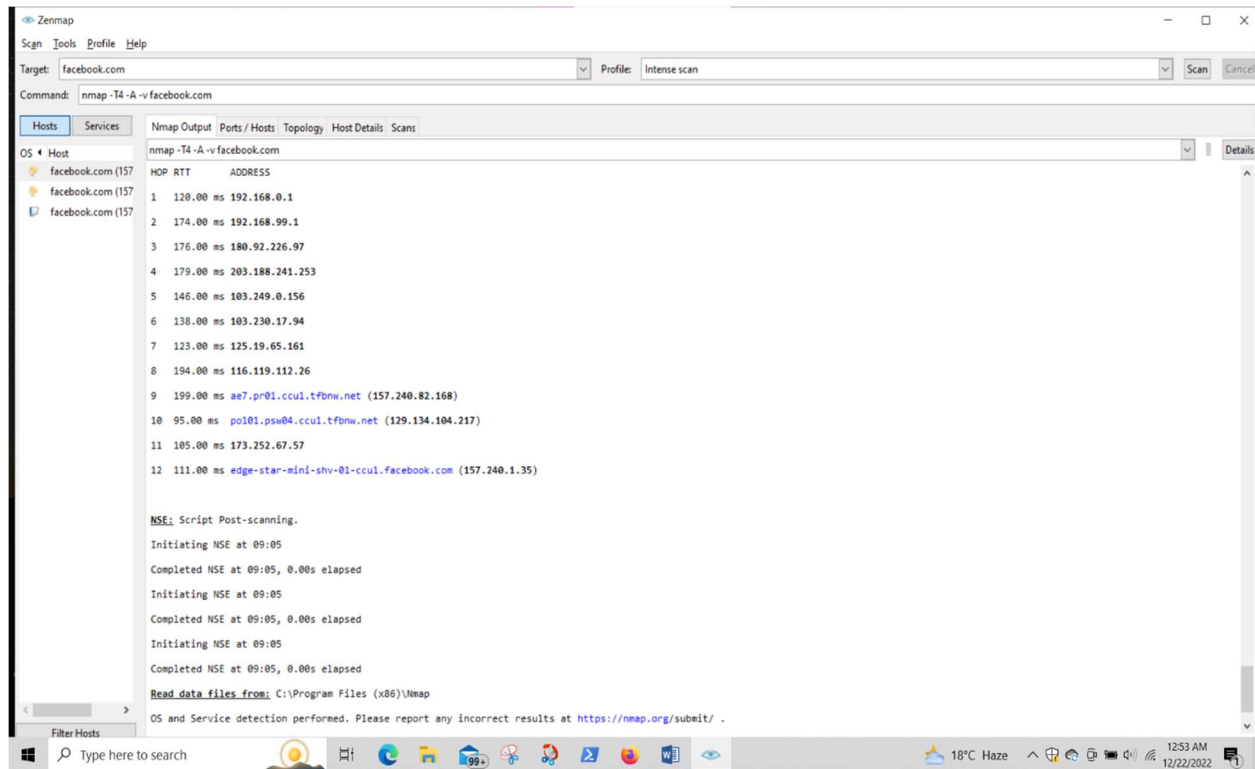 Zenmap
Scan Tools Profile Help
Target: facebook.com Profile: Intense scan Scan Cancel
Command: nmap -T4 -A -v facebook.com
Hosts Services Nmap Output Ports / Hosts Topology Host Details Scans
OS Host nmap -T4 -A -v facebook.com Details
facebook.com (157
facebook.com (157
facebook.com (157
HOP RTT ADDRESS
1 120.00 ms 192.168.0.1
2 174.00 ms 192.168.99.1
3 176.00 ms 180.92.226.97
4 179.00 ms 203.188.241.253
5 146.00 ms 103.249.0.156
6 138.00 ms 103.230.17.94
7 123.00 ms 125.19.65.161
8 194.00 ms 116.119.112.26
9 199.00 ms ae7.pr01.ccu1.tfbnw.net (157.240.82.168)
10 95.00 ms po101.psw04.ccu1.tfbnw.net (129.134.104.217)
11 105.00 ms 173.252.67.57
12 111.00 ms edge-star-mini-shv-01-ccu1.facebook.com (157.240.1.35)
NSE: Script Post-scanning.
Initiating NSE at 09:05
Completed NSE at 09:05, 0.00s elapsed
Initiating NSE at 09:05
Completed NSE at 09:05, 0.00s elapsed
Initiating NSE at 09:05
Completed NSE at 09:05, 0.00s elapsed
Read data files from: C:\Program Files (x86)\Nmap
OS and Service detection performed. Please report any incorrect results at https://nmap.org/submit/ .
Filter Hosts
Type here to search 99+ 18°C Haze 12:53 AM
12/22/2022 1